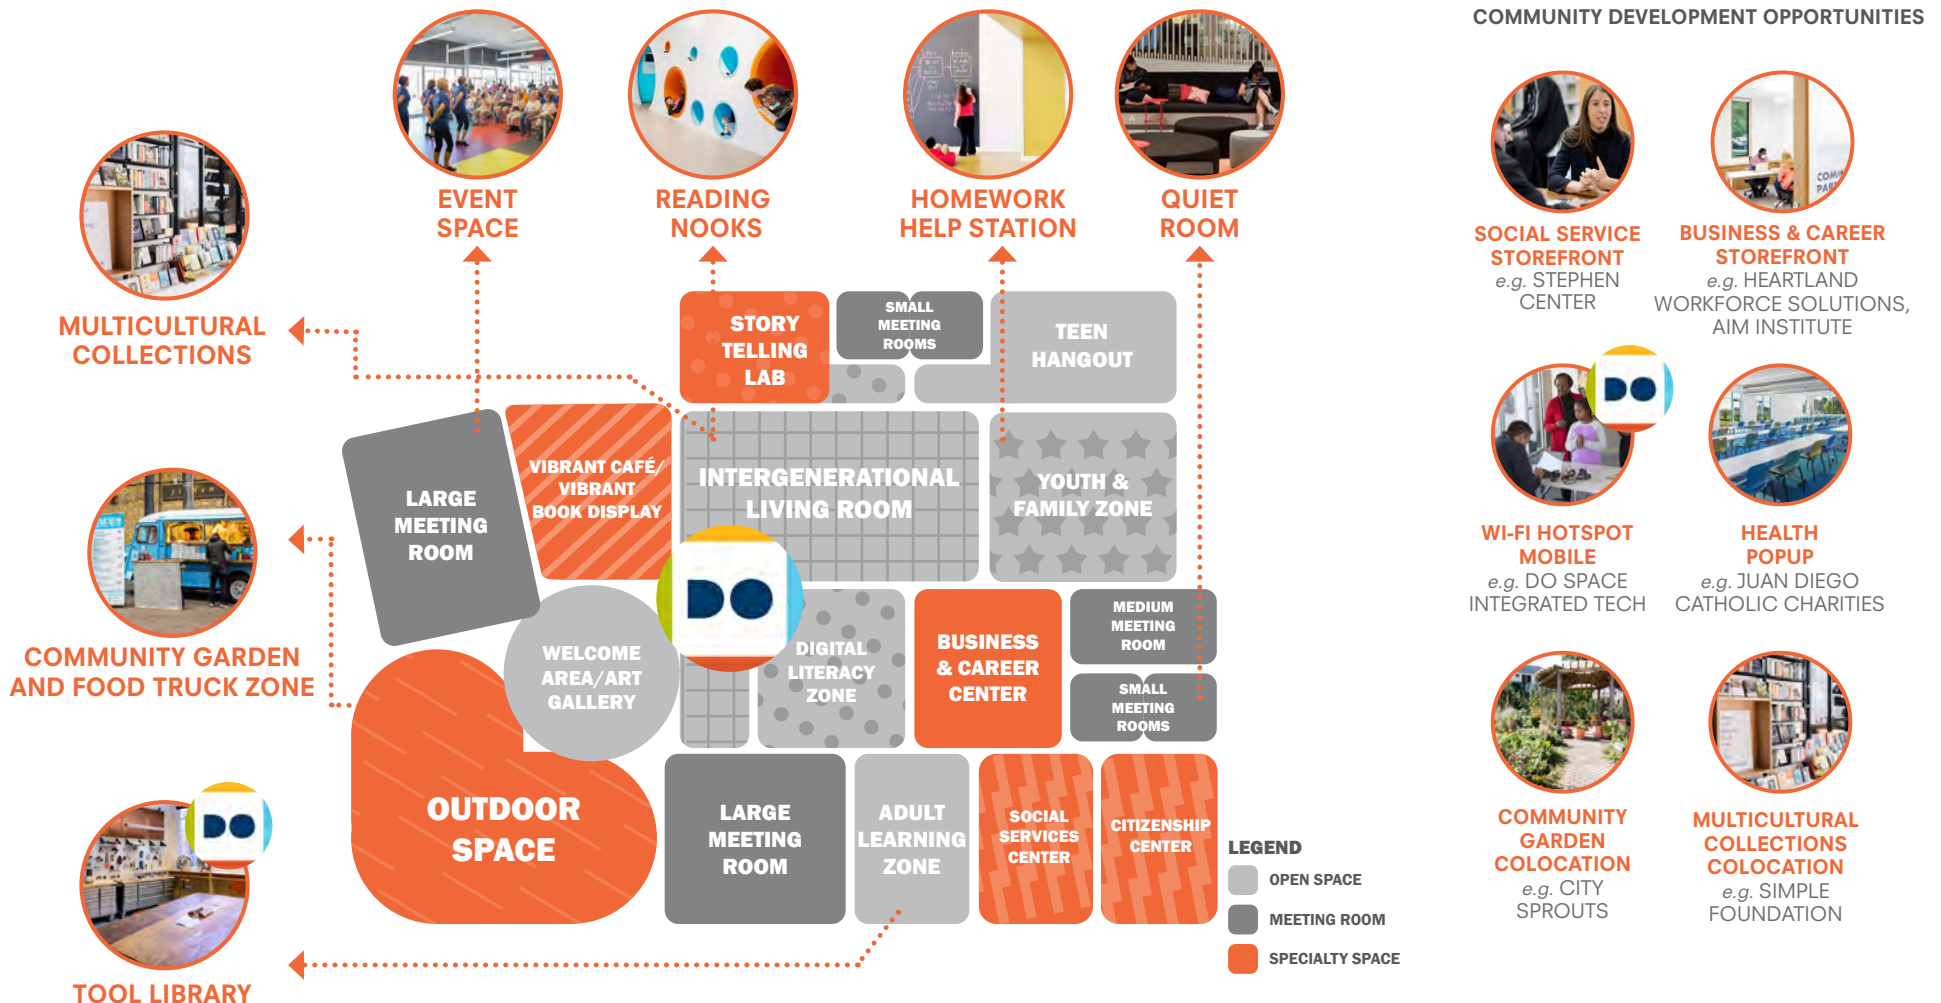 COMMUNITY DEVELOPMENT OPPORTUNITIES
EVENT
SPACE
READING
NOOKS
HOMEWORK
HELP STATION
QUIET
ROOM
MULTICULTURAL
COLLECTIONS
COMMUNITY GARDEN
AND FOOD TRUCK ZONE
DO
TOOL LIBRARY
STORY
TELLING
LAB
SMALL
MEETING
ROOMS
TEEN
HANGOUT
LARGE
MEETING
ROOM
VIBRANT CAFÉ/
VIBRANT
BOOK DISPLAY
INTERGENERATIONAL
LIVING ROOM
YOUTH &
FAMILY ZONE
DO
WELCOME
AREA/ART
GALLERY
DIGITAL
LITERACY
ZONE
BUSINESS
& CAREER
CENTER
MEDIUM
MEETING
ROOM
SMALL
MEETING
ROOMS
OUTDOOR
SPACE
LARGE
MEETING
ROOM
ADULT
LEARNING
ZONE
SOCIAL
SERVICES
CENTER
CITIZENSHIP
CENTER
LEGEND
OPEN SPACE
MEETING ROOM
SPECIALTY SPACE
SOCIAL SERVICE
STOREFRONT
e.g. STEPHEN
CENTER
BUSINESS & CAREER
STOREFRONT
e.g. HEARTLAND
WORKFORCE SOLUTIONS,
AIM INSTITUTE
DO
WI-FI HOTSPOT
MOBILE
e.g. DO SPACE
INTEGRATED TECH
HEALTH
POPUP
e.g. JUAN DIEGO
CATHOLIC CHARITIES
COMMUNITY
GARDEN
COLOCATION
e.g. CITY
SPROUTS
MULTICULTURAL
COLLECTIONS
COLOCATION
e.g. SIMPLE
FOUNDATION